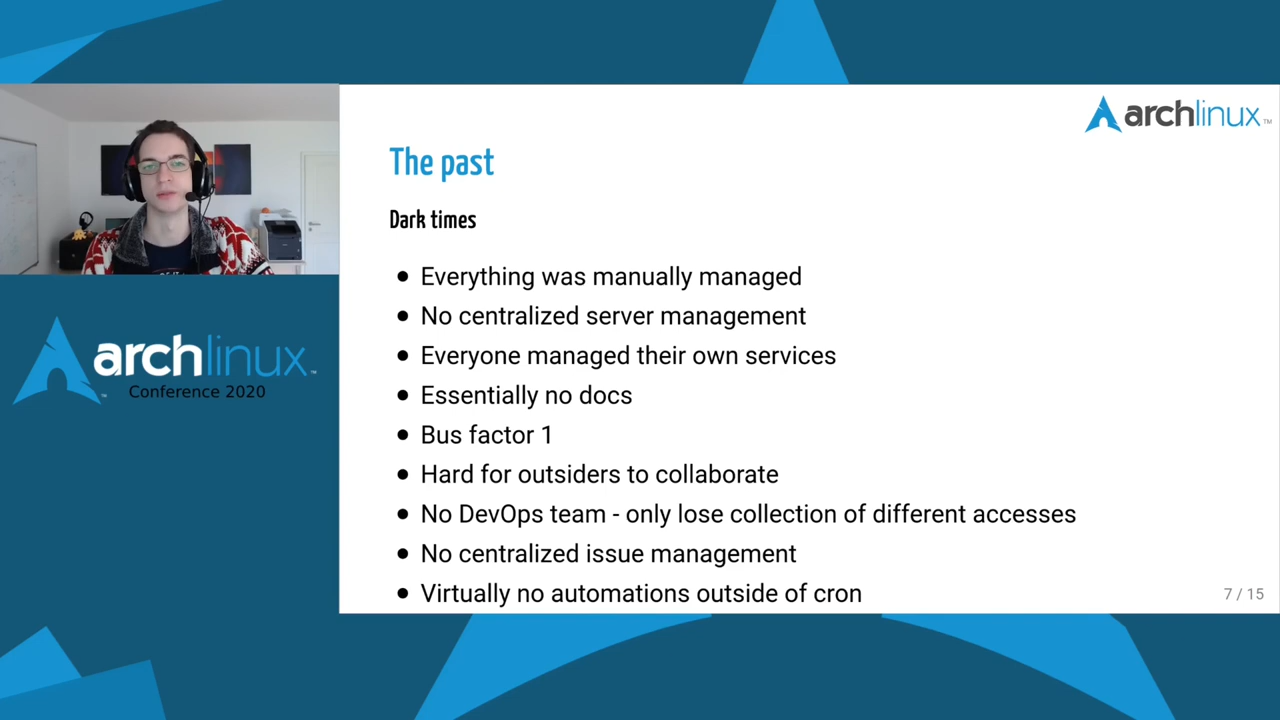 archlinux™
The past
Dark times
Everything was manually managed
No centralized server management
Everyone managed their own services
Essentially no docs
Bus factor 1
Hard for outsiders to collaborate
No DevOps team - only lose collection of different accesses
No centralized issue management
Virtually no automations outside of cron
7 / 15
archlinux™
Conference 2020